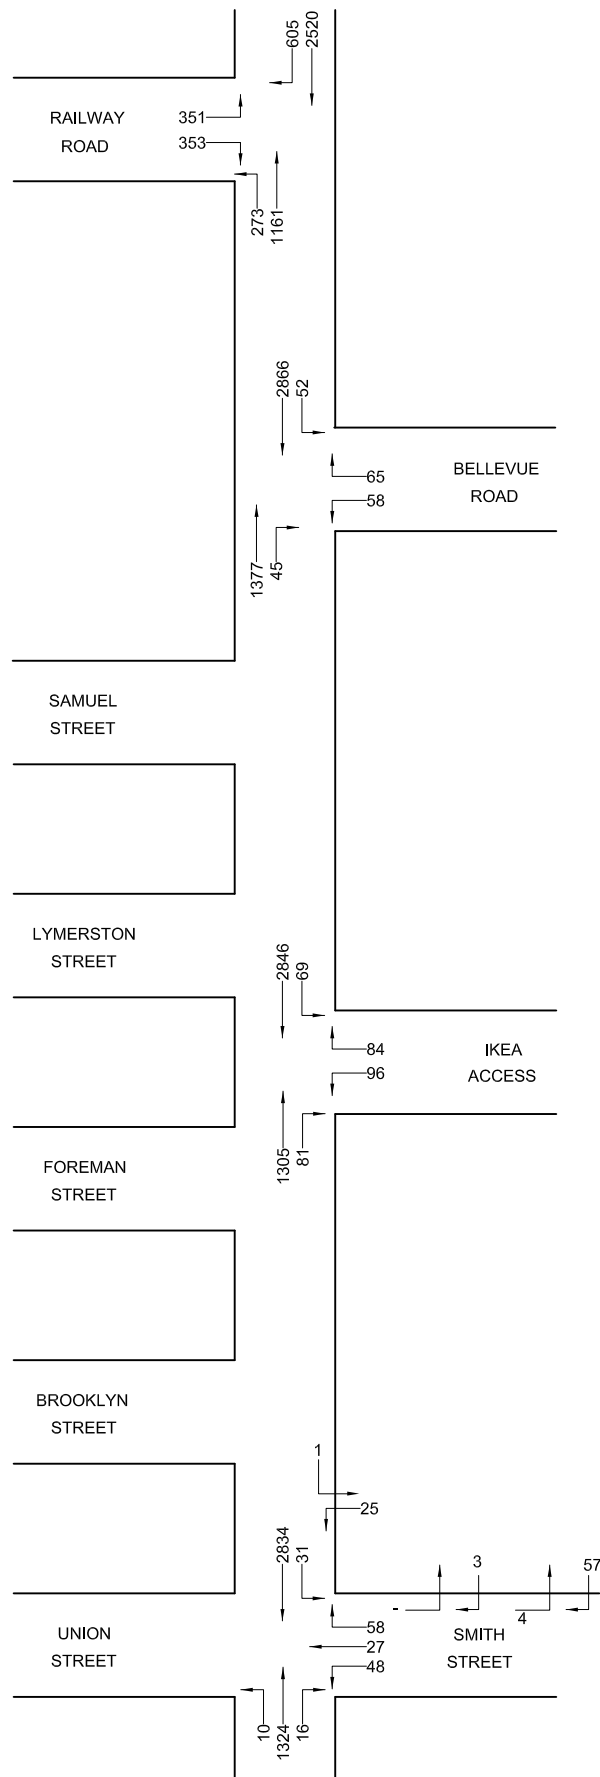 605
2520
RAILWAY
ROAD
351
353
273
1161
2866
52
BELLEVUE
ROAD
65
58
1377
45
SAMUEL
STREET
LYMERSTON
STREET
2846
69
84
96
IKEA
ACCESS
1305
81
FOREMAN
STREET
BROOKLYN
STREET
1
25
2834
31
3
57
-
4
UNION
STREET
58
27
48
SMITH
STREET
10
1324
16